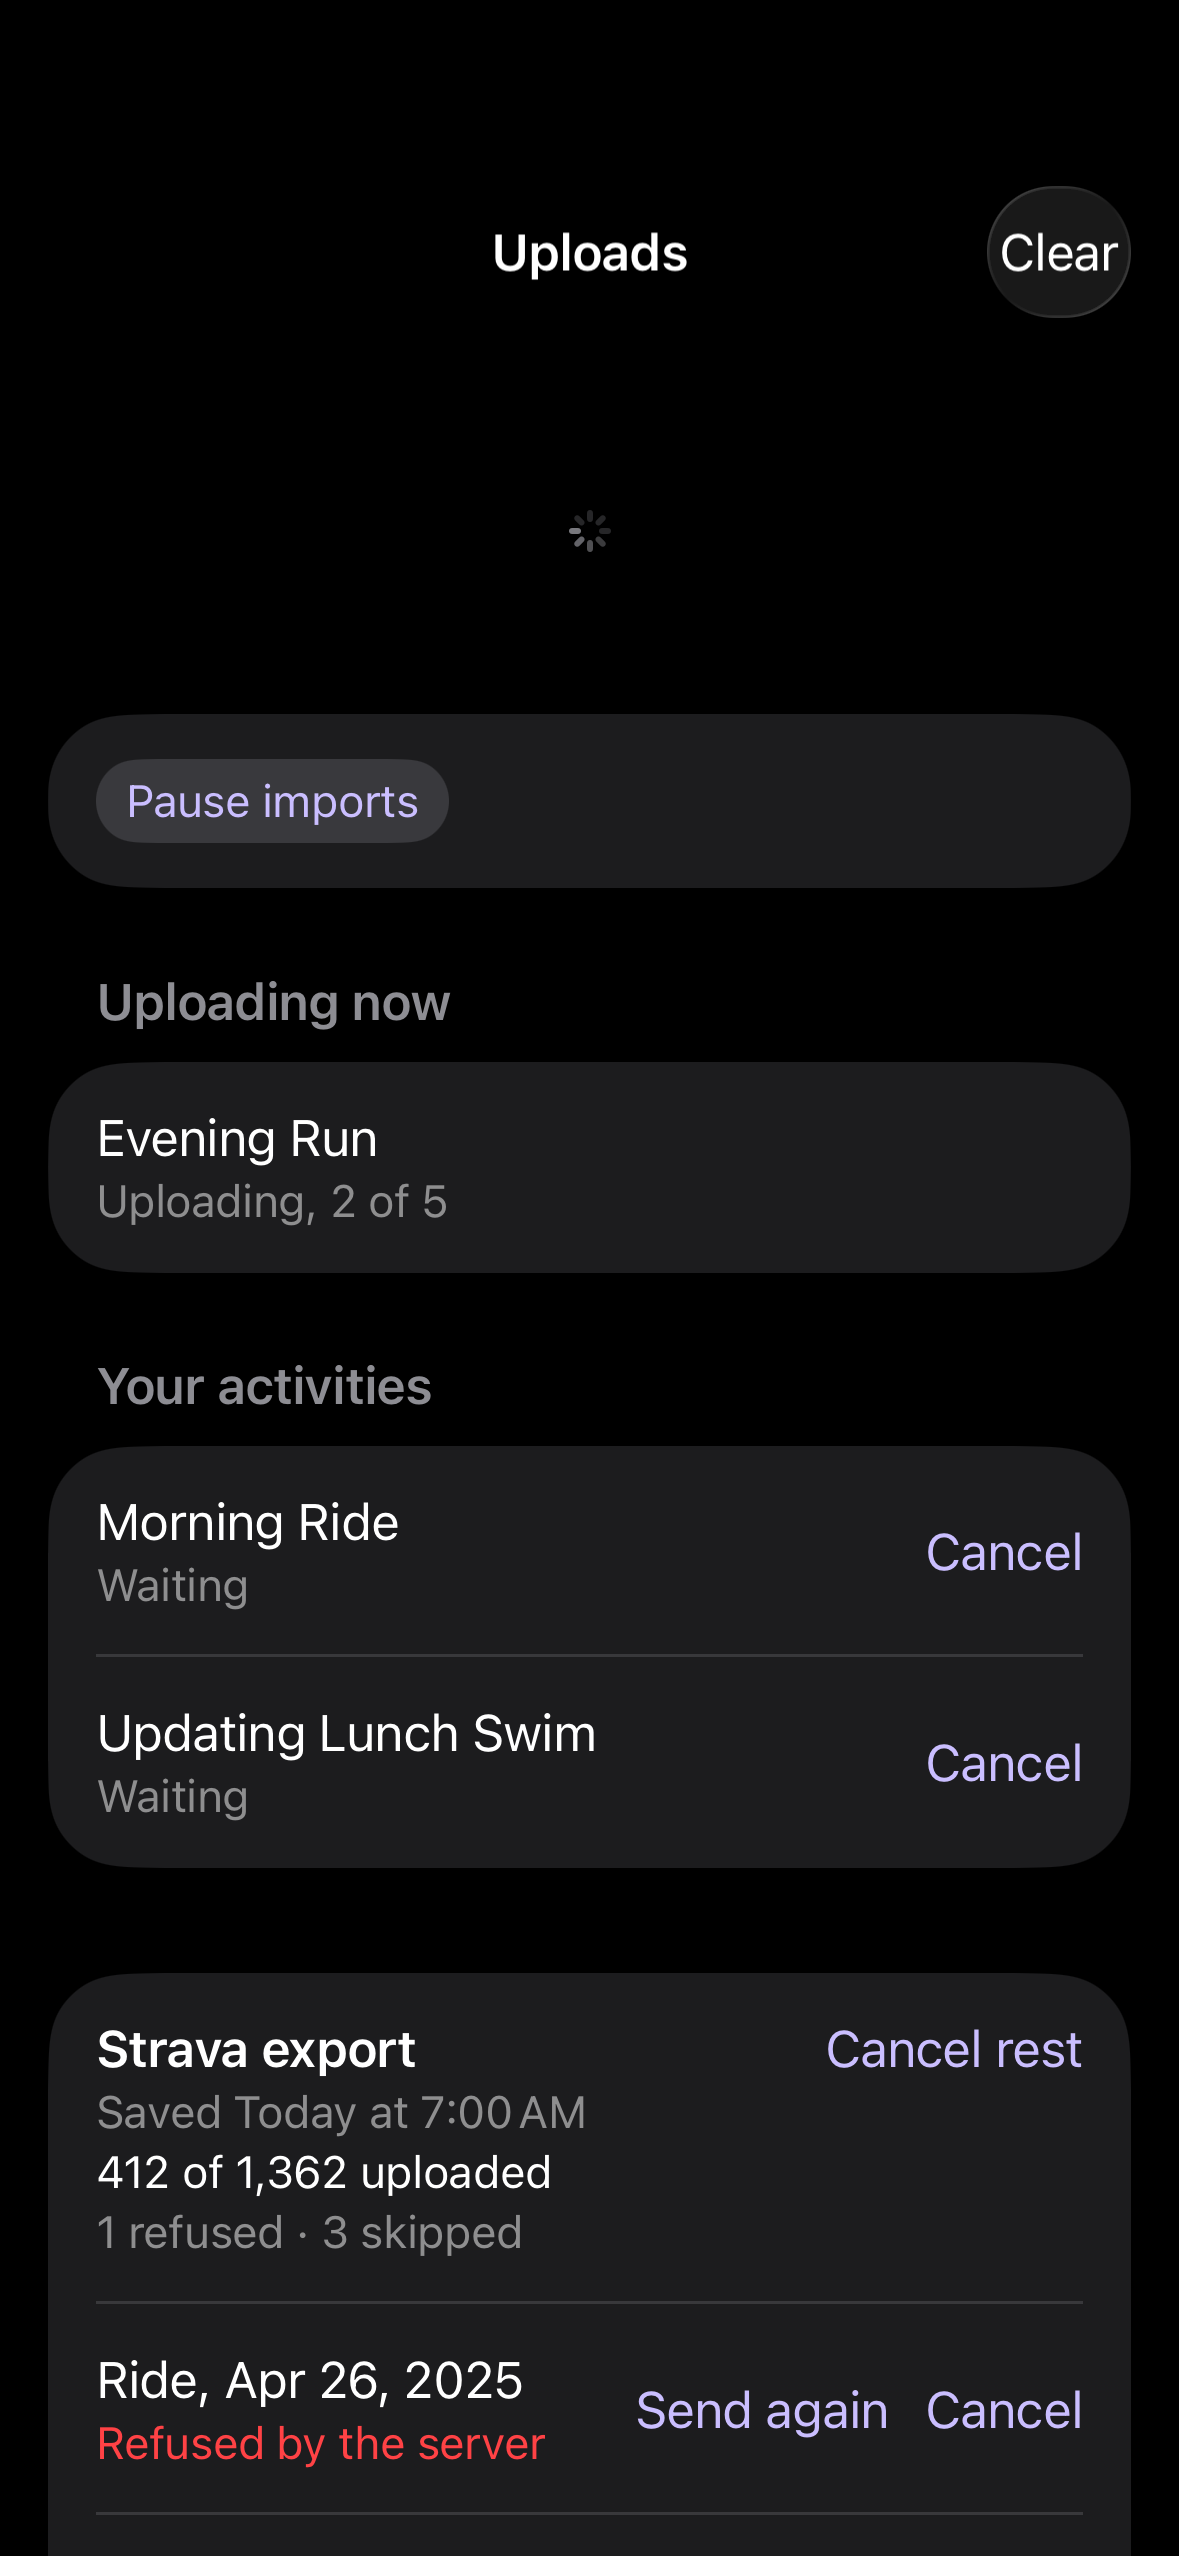 Uploads
Clear
Pause imports
Uploading now
Evening Run
Uploading, 2 of 5
Your activities
Morning Ride
Waiting
Cancel
Updating Lunch Swim
Waiting
Cancel
Strava export
Cancel rest
Saved Today at 7:00 AM
412 of 1,362 uploaded
1 refused · 3 skipped
Ride, Apr 26, 2025
Refused by the server
Send again
Cancel